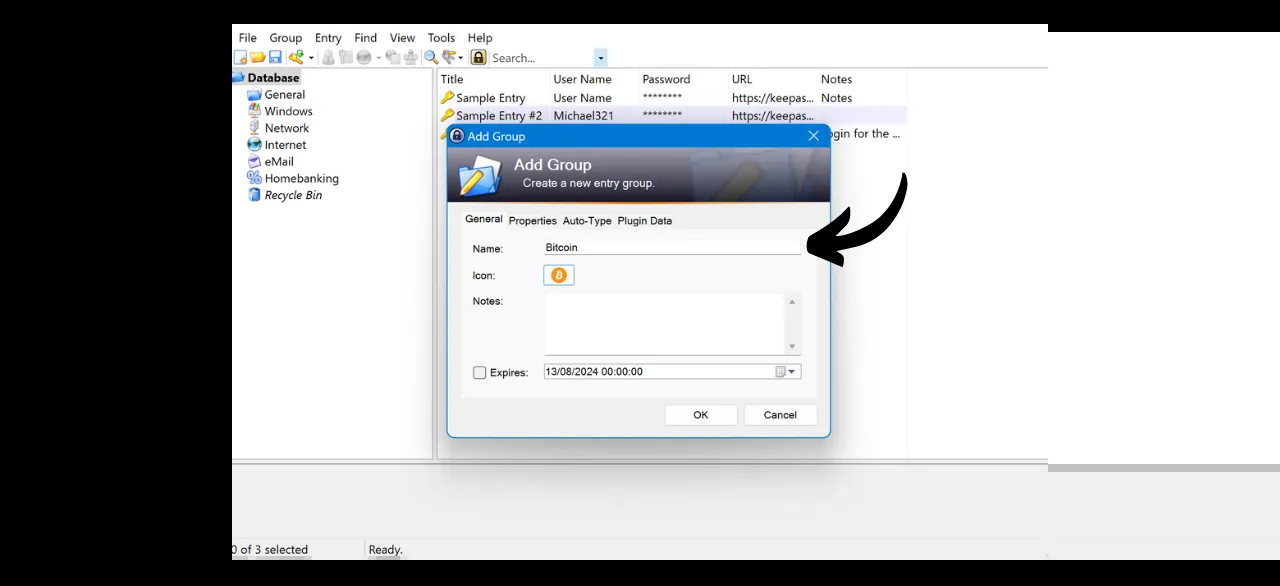 File Group Entry Find View Tools Help
Search...
Database
General
Windows
Network
Internet
eMail
Homebanking
Recycle Bin
Title User Name Password URL Notes
Sample Entry User Name ******** https://keepas... Notes
Sample Entry #2 Michael321 ******** https://keepas...
ogin for the ...
Add Group
Add Group
Create a new entry group.
General Properties Auto-Type Plugin Data
Name: Bitcoin
Icon:
Notes:
Expires: 13/08/2024 00:00:00
OK Cancel
0 of 3 selected Ready.